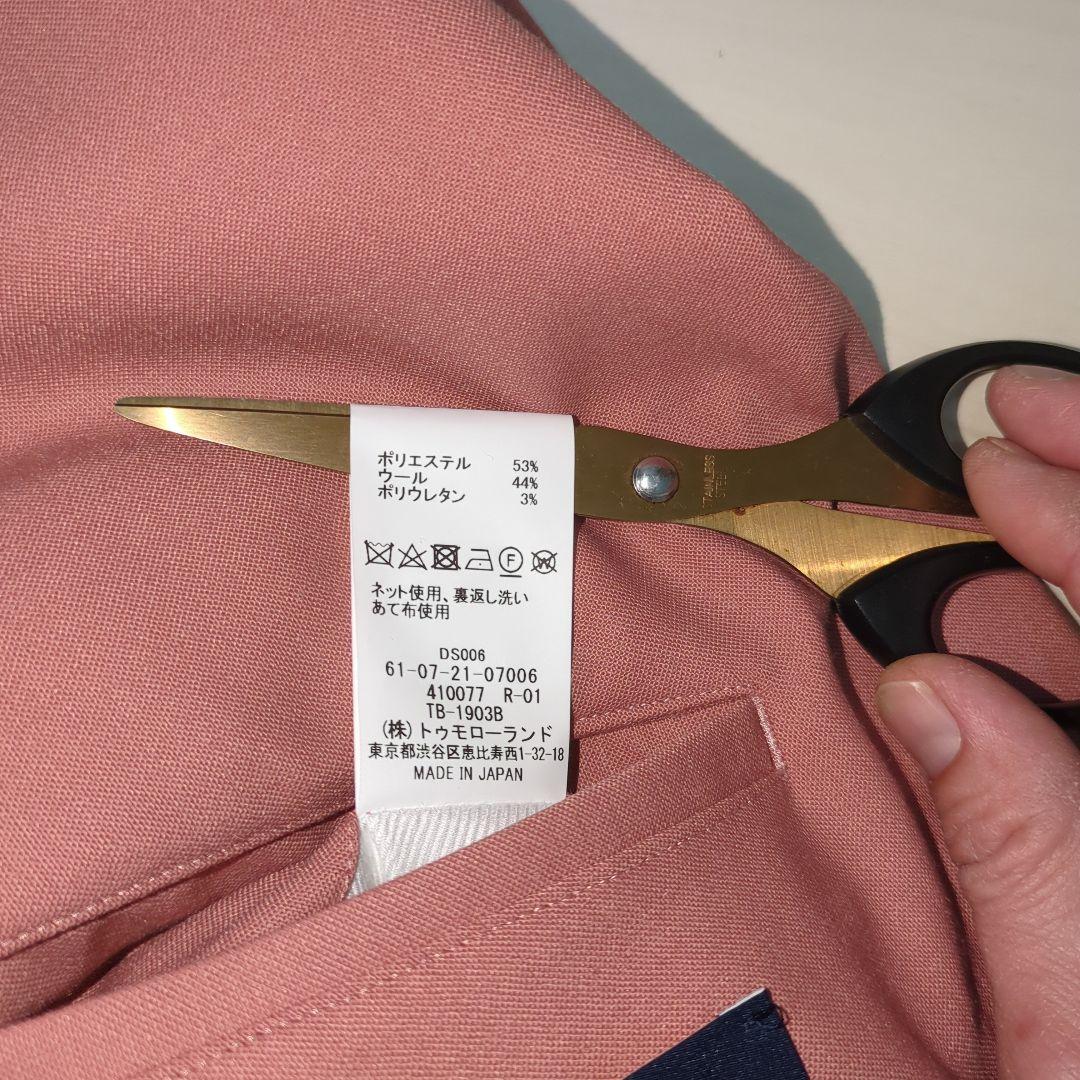 ポリエステル 53%
ウール 44%
ポリウレタン 3%
F W
ネット使用、裏返し洗い
あて布使用
DS006
61-07-21-07006
410077 R-01
TB-1903B
(株)トゥモローランド
東京都渋谷区恵比寿西1-32-18
MADE IN JAPAN
STAINLESS
STEEL